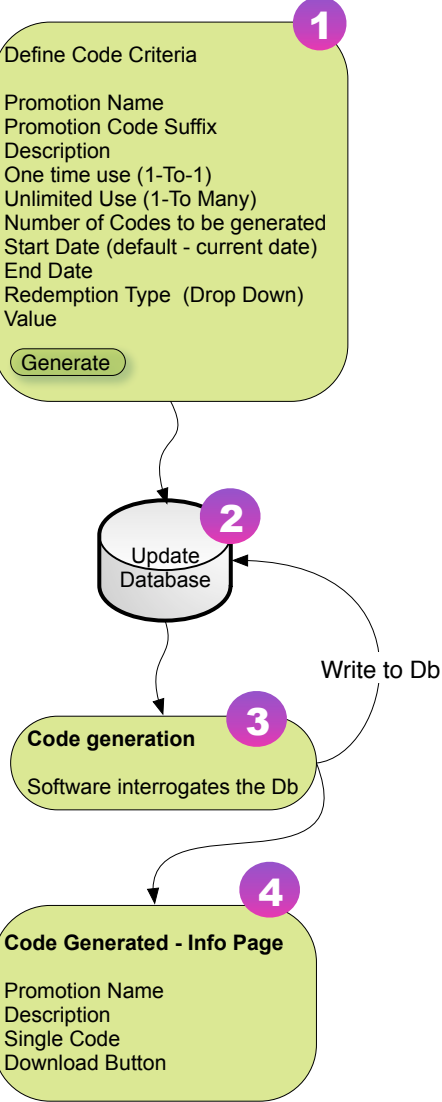 1
Define Code Criteria
Promotion Name
Promotion Code Suffix
Description
One time use (1-To-1)
Unlimited Use (1-To Many)
Number of Codes to be generated
Start Date (default - current date)
End Date
Redemption Type  (Drop Down)
Value
Generate
2
Update
Database
Write to Db
3
Code generation
Software interrogates the Db
4
Code Generated - Info Page
Promotion Name
Description
Single Code
Download Button